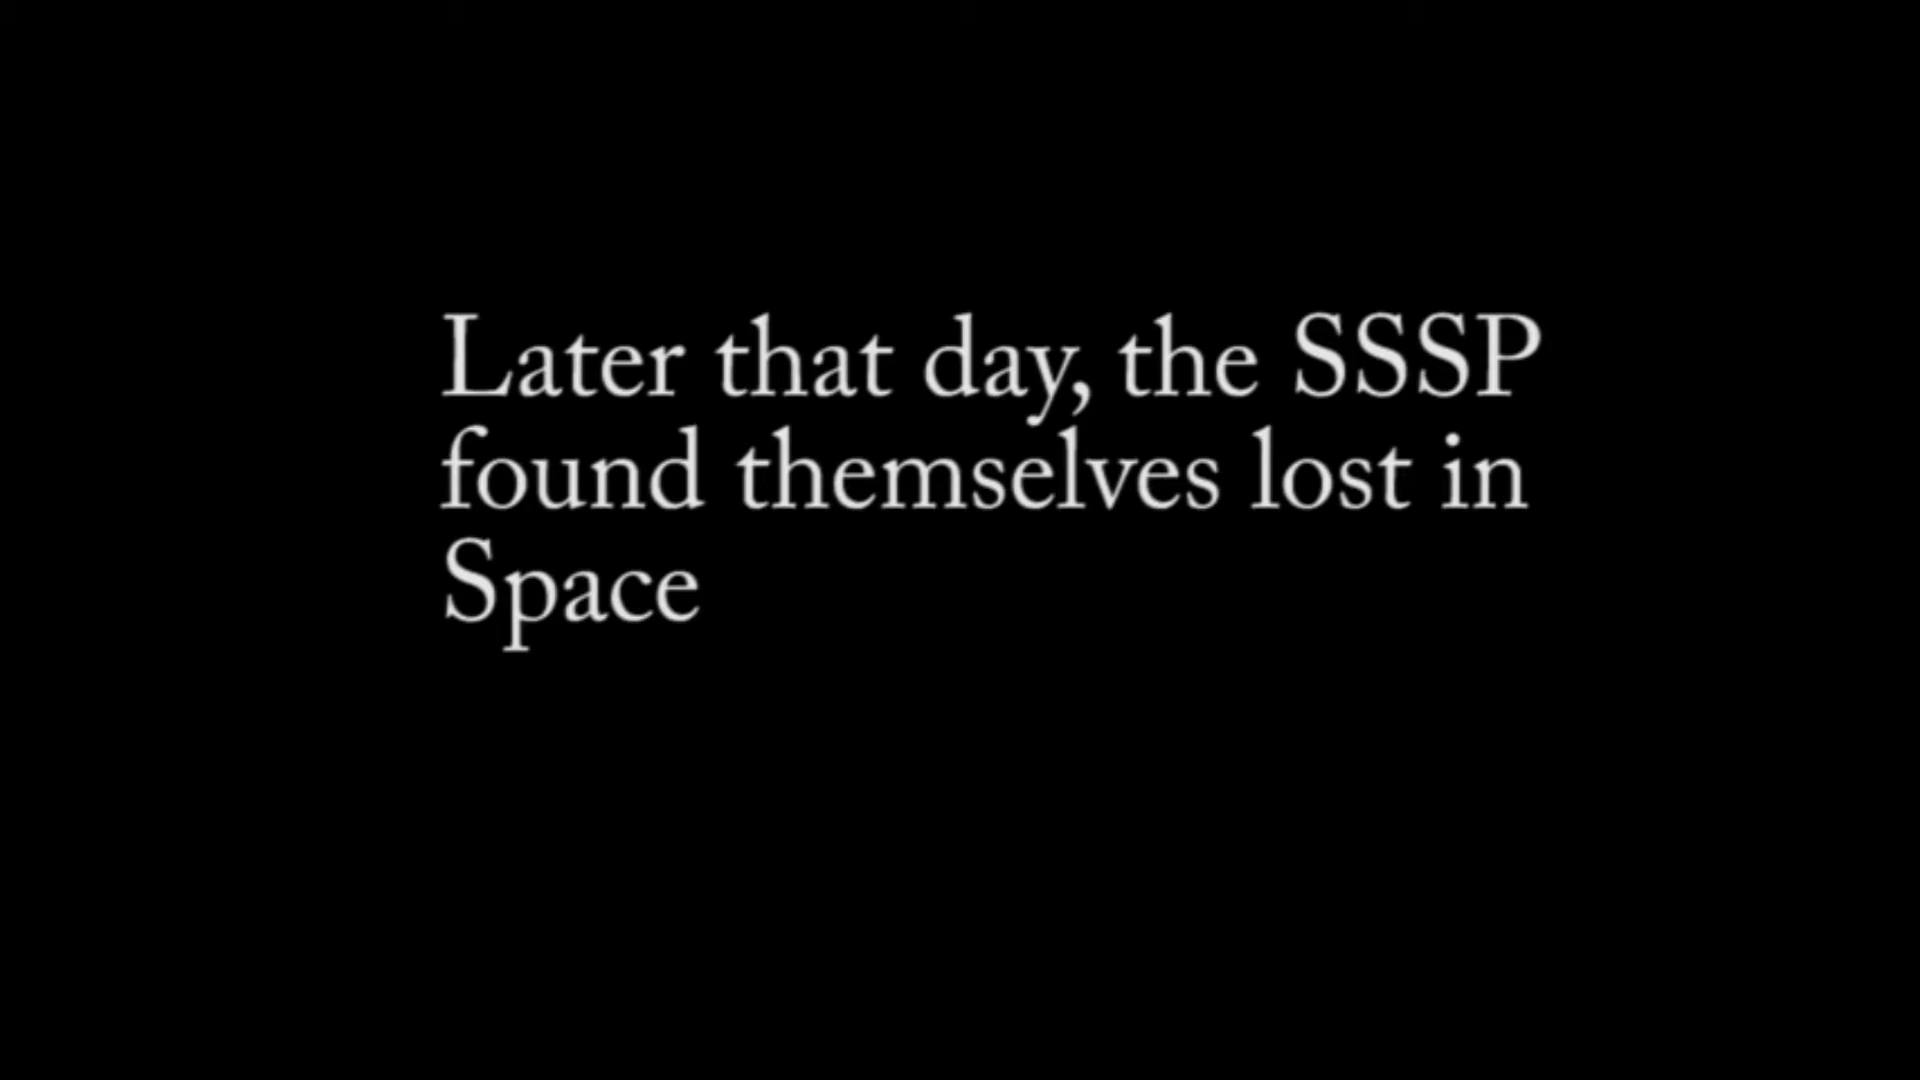 Later that day, the SSSP
found themselves lost in
Space